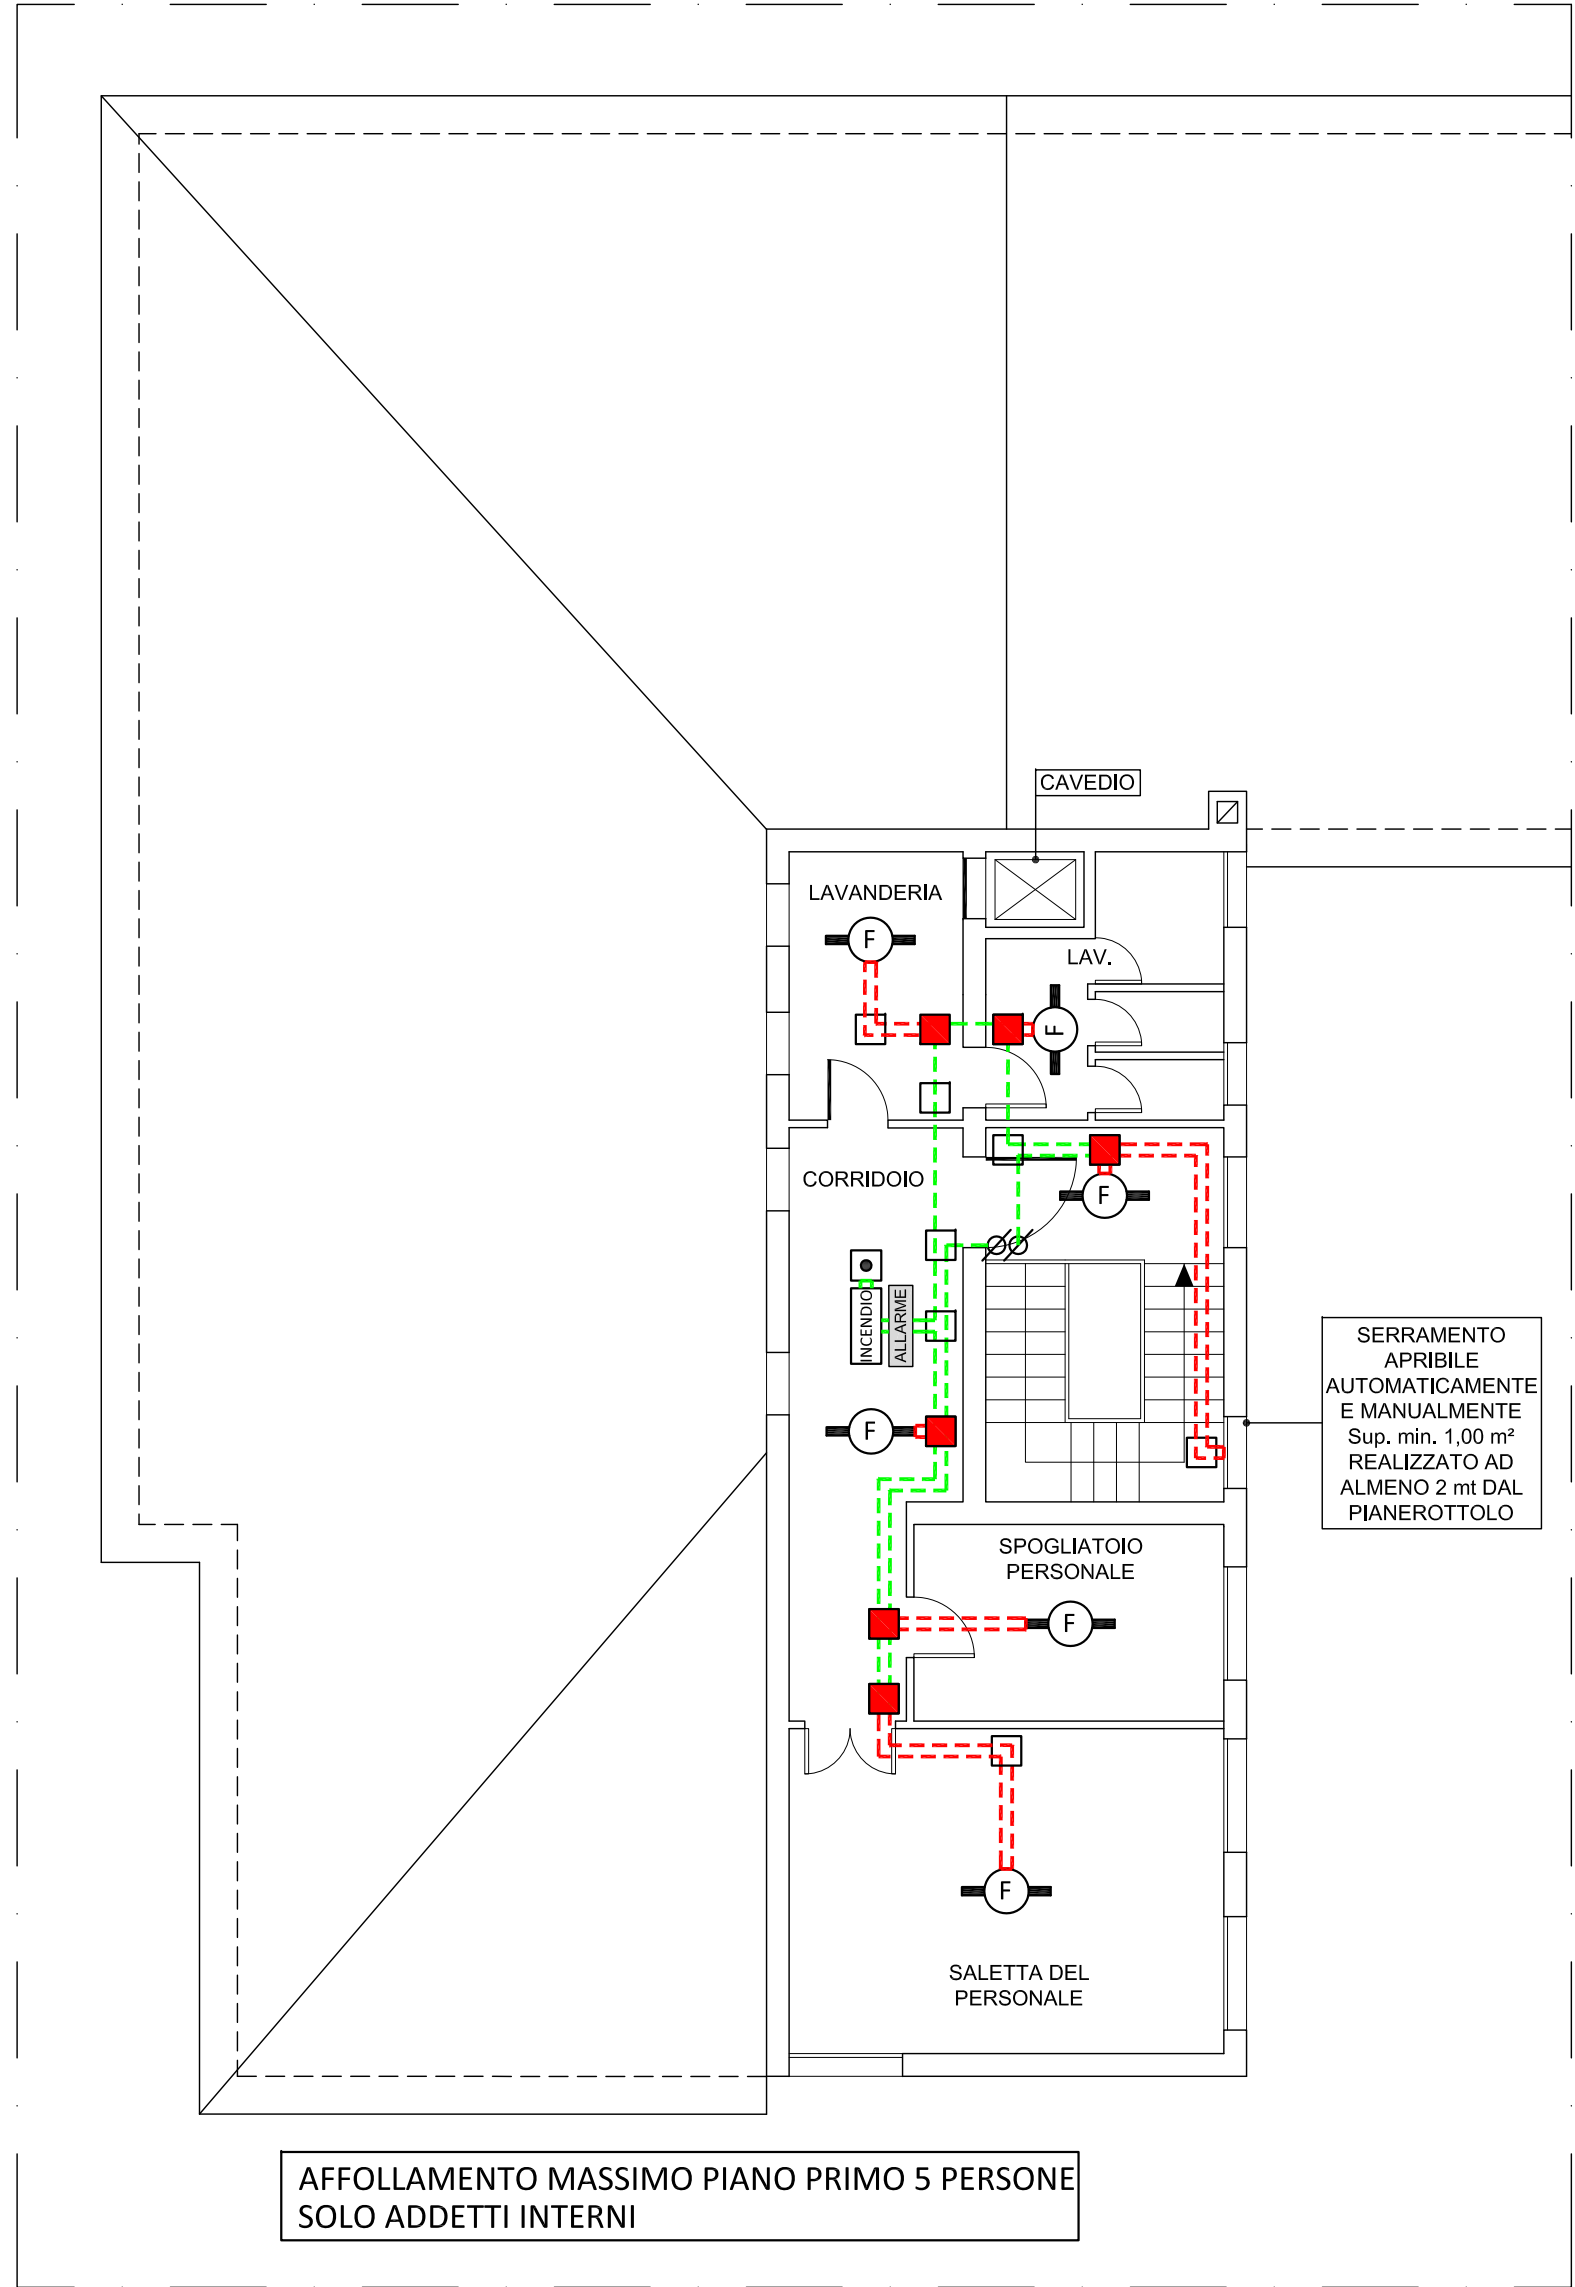 CAVEDIO
LAVANDERIA
F
LAV.
F
CORRIDOIO
F
INCENDIO
ALLARME
F
SERRAMENTO
APRIBILE
AUTOMATICAMENTE
E MANUALMENTE
Sup. min. 1,00 m²
REALIZZATO AD
ALMENO 2 mt DAL
PIANEROTTOLO
SPOGLIATOIO
PERSONALE
F
F
SALETTA DEL
PERSONALE
AFFOLLAMENTO MASSIMO PIANO PRIMO 5 PERSONE
SOLO ADDETTI INTERNI